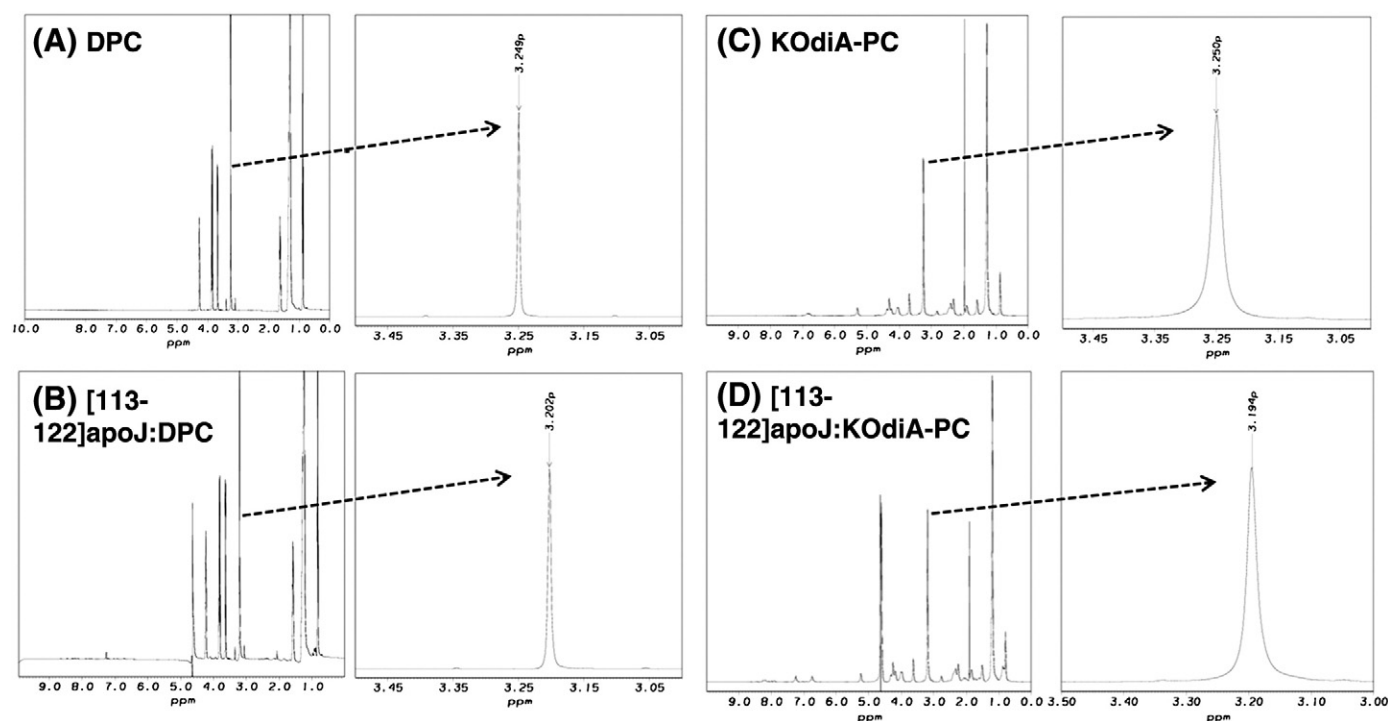 (A) DPC
3.249p
10.0 9.0 8.0 7.0 6.0 5.0 4.0 3.0 2.0 1.0 0.0
ppm
3.45 3.35 3.25 3.15 3.05
ppm
(C) KOdiA-PC
3.250p
9.0 8.0 7.0 6.0 5.0 4.0 3.0 2.0 1.0 0.0
ppm
3.45 3.35 3.25 3.15 3.05
ppm
(B) [113-
122]apoJ:DPC
3.202p
9.0 8.0 7.0 6.0 5.0 4.0 3.0 2.0 1.0
ppm
3.45 3.35 3.25 3.15 3.05
ppm
(D) [113-
122]apoJ:KOdiA-PC
3.194p
9.0 8.0 7.0 6.0 5.0 4.0 3.0 2.0 1.0 0.0
ppm
3.50 3.40 3.30 3.20 3.10 3.00
ppm